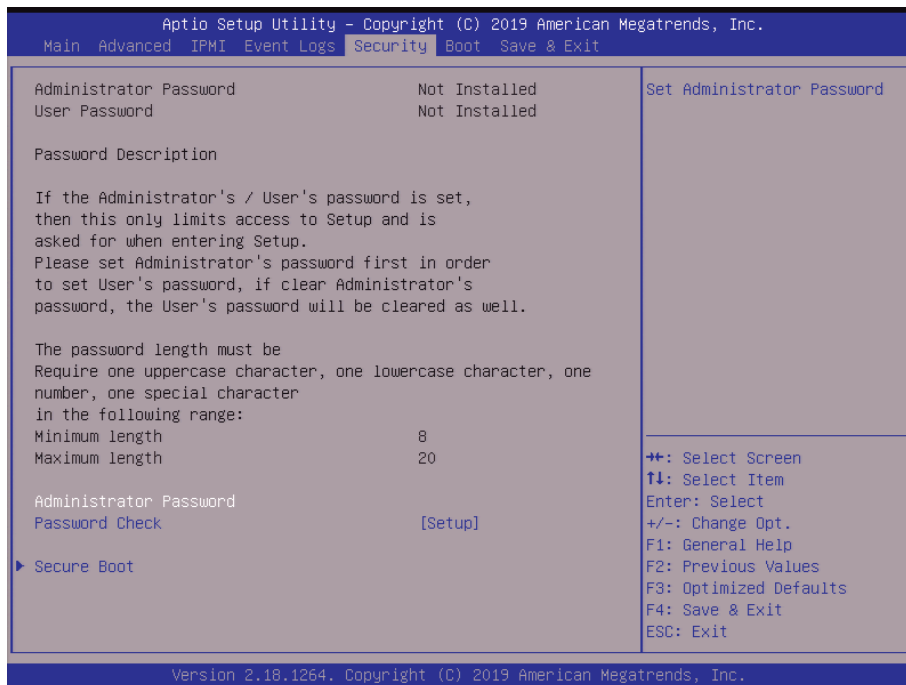 Aptio Setup Utility – Copyright (C) 2019 American Megatrends, Inc.
Main Advanced IPMI Event Logs Security Boot Save & Exit
Administrator Password Not Installed
User Password Not Installed
Password Description
If the Administrator's / User's password is set,
then this only limits access to Setup and is
asked for when entering Setup.
Please set Administrator's password first in order
to set User's password, if clear Administrator's
password, the User's password will be cleared as well.
The password length must be
Require one uppercase character, one lowercase character, one
number, one special character
in the following range:
Minimum length 8
Maximum length 20
Administrator Password
Password Check [Setup]
Secure Boot
Set Administrator Password
→←: Select Screen
↑↓: Select Item
Enter: Select
+/-: Change Opt.
F1: General Help
F2: Previous Values
F3: Optimized Defaults
F4: Save & Exit
ESC: Exit
Version 2.18.1264. Copyright (C) 2019 American Megatrends, Inc.